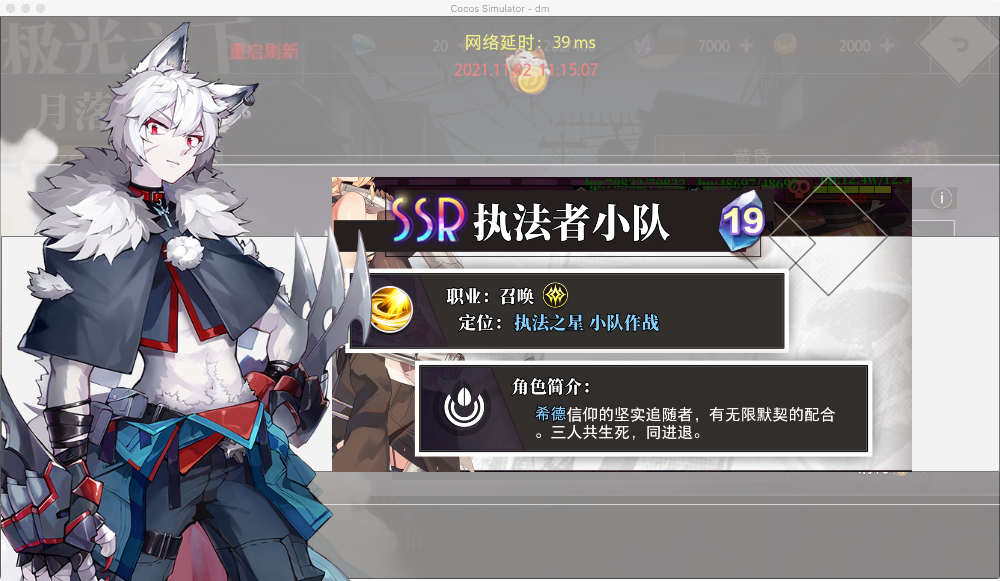 Cocos Simulator - dm
极光之下
重启刷新
网络延时：39 ms
20
7000 +
2000 +
2021.11.02 11:15:07
月落
黄昏
hp:70832/70832
SSR 执法者小队
19
职业：召唤
定位：执法之星 小队作战
角色简介：
希德信仰的坚实追随者，有无限默契的配合
。三人共生死，同进退。